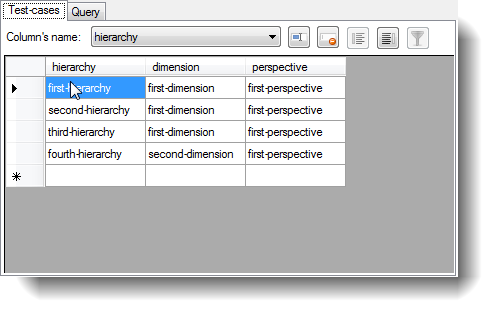 Test-cases Query
Column's name: hierarchy
hierarchy dimension perspective
first-hierarchy first-dimension first-perspective
second-hierarchy first-dimension first-perspective
third-hierarchy first-dimension first-perspective
fourth-hierarchy second-dimension first-perspective